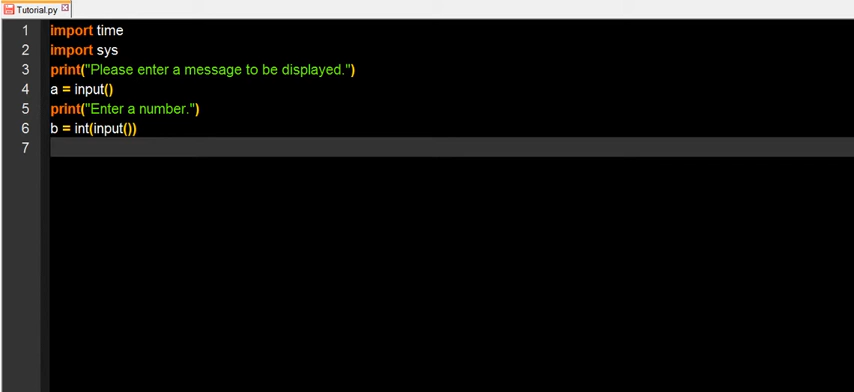 Tutorial.py
1 import time
2 import sys
3 print("Please enter a message to be displayed.")
4 a = input()
5 print("Enter a number.")
6 b = int(input())
7